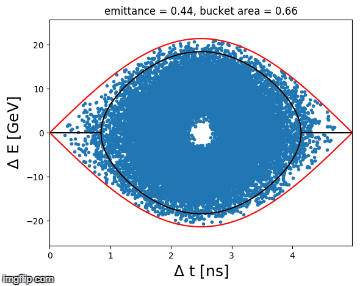 emittance = 0.44, bucket area = 0.66
Δ E [GeV]
20
10
0
−10
−20
0 1 2 3 4
Δ t [ns]
imgflip.com